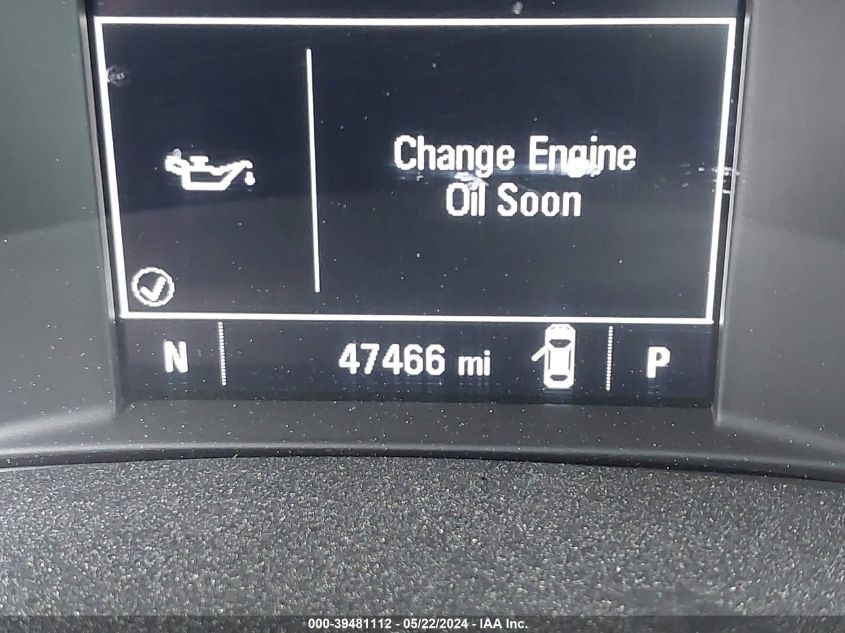 Change Engine
Oil Soon
N 47466 mi P
000-39481112 - 05/22/2024 - IAA Inc.